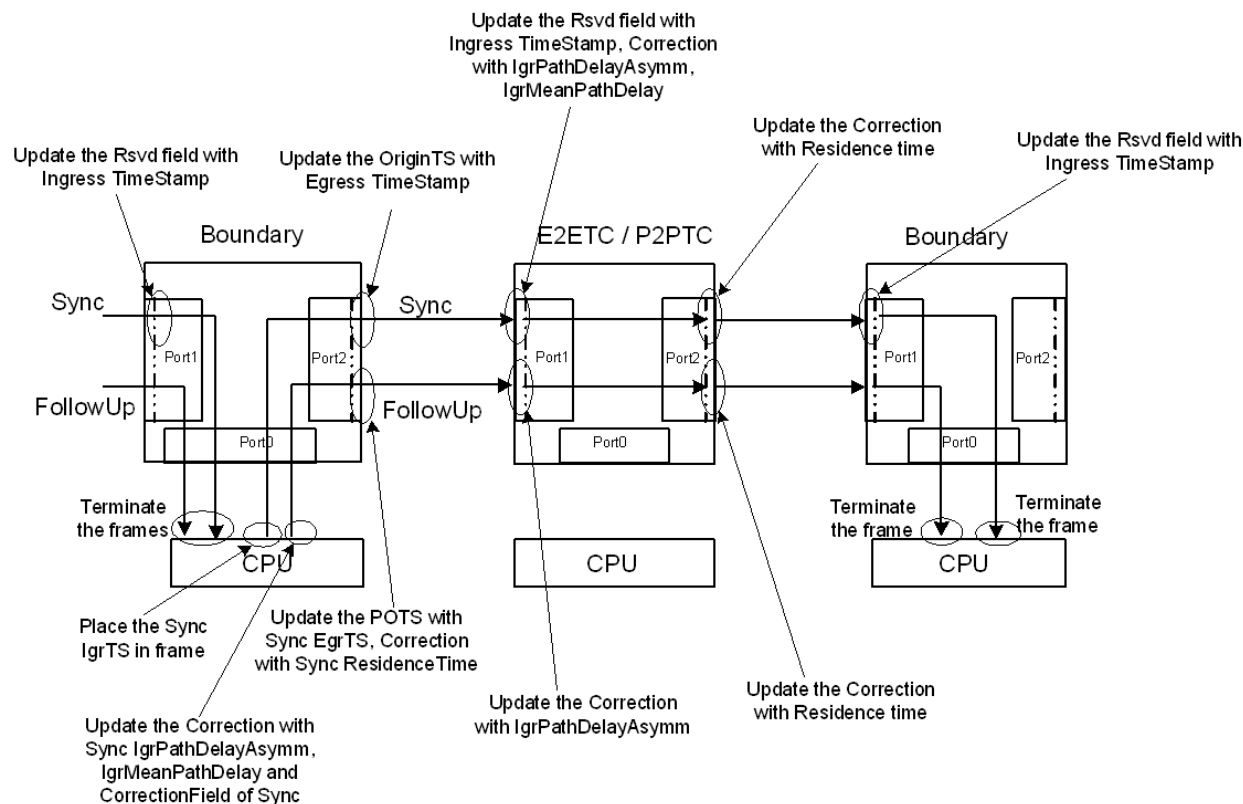 Update the Rsvd field with
Ingress TimeStamp, Correction
with IgrPathDelayAsymm,
IgrMeanPathDelay
Update the Correction
with Residence time
Update the Rsvd field with
Ingress TimeStamp
Update the OriginTS with
Egress TimeStamp
Update the Rsvd field with
Ingress TimeStamp
Boundary
E2ETC / P2PTC
Boundary
Sync
Sync
Port1
Port2
Port1
Port2
Port1
Port2
FollowUp
FollowUp
Port0
Port0
Port0
Terminate
the frames
Terminate
the frame
Terminate
the frame
CPU
CPU
CPU
Place the Sync
IgrTS in frame
Update the POTS with
Sync EgrTS, Correction
with Sync ResidenceTime
Update the Correction
with IgrPathDelayAsymm
Update the Correction
with Residence time
Update the Correction with
Sync IgrPathDelayAsymm,
IgrMeanPathDelay and
CorrectionField of Sync